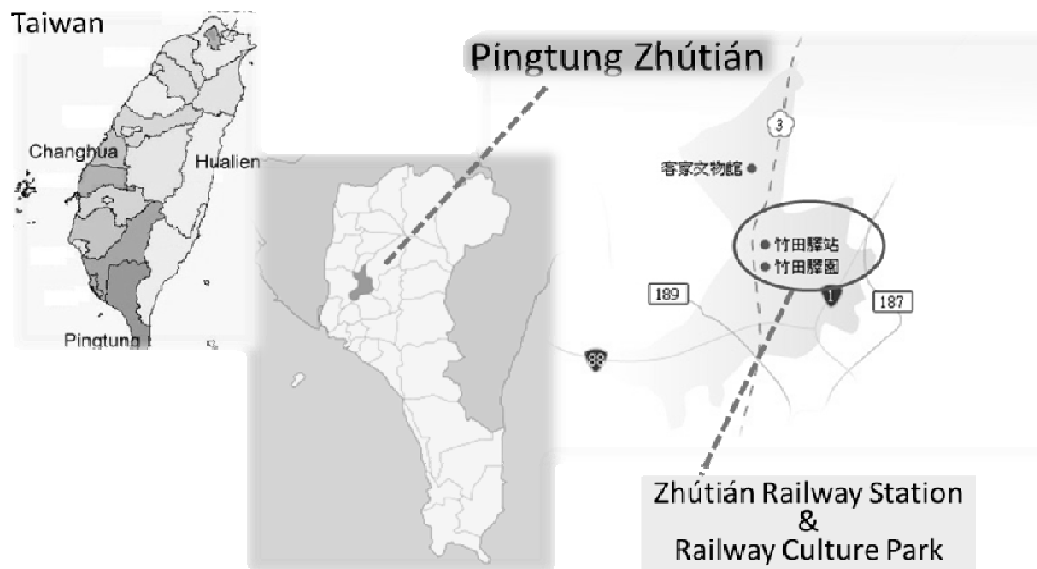 Taiwan
Changhua
Hualien
Pingtung
Pingtung Zhútián
3
客家文物館
竹田驛站
竹田驛園
189
1
187
88
Zhútián Railway Station
&
Railway Culture Park